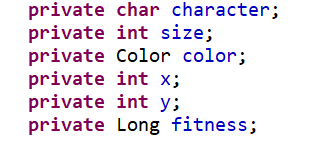 private char character;
private int size;
private Color color;
private int x;
private int y;
private Long fitness;